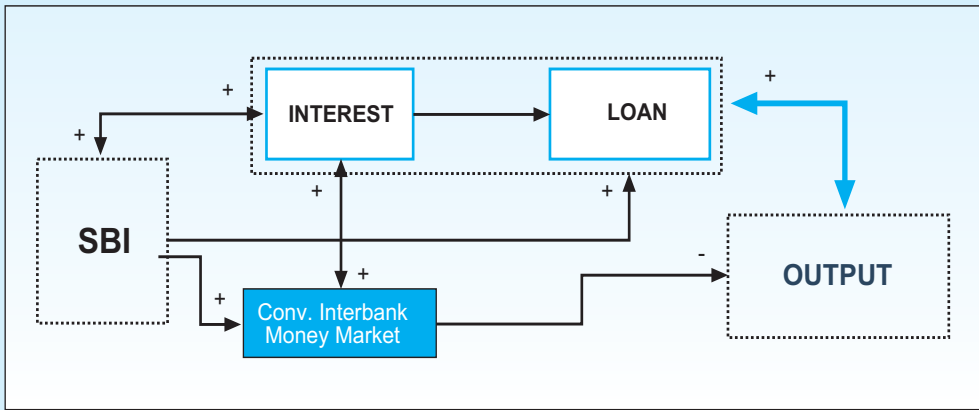 +
+
+
INTEREST
LOAN
+
+
SBI
+
-
+
OUTPUT
+
Conv. Interbank
Money Market